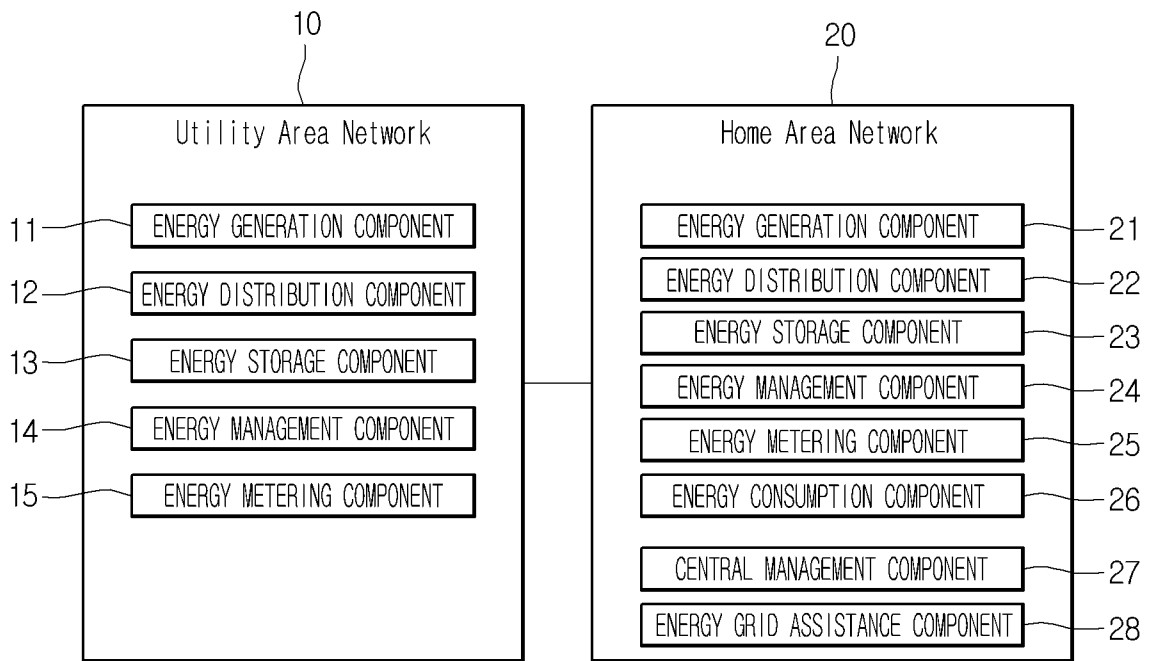 10
20
Utility Area Network
11 ENERGY GENERATION COMPONENT
12 ENERGY DISTRIBUTION COMPONENT
13 ENERGY STORAGE COMPONENT
14 ENERGY MANAGEMENT COMPONENT
15 ENERGY METERING COMPONENT
Home Area Network
ENERGY GENERATION COMPONENT 21
ENERGY DISTRIBUTION COMPONENT 22
ENERGY STORAGE COMPONENT 23
ENERGY MANAGEMENT COMPONENT 24
ENERGY METERING COMPONENT 25
ENERGY CONSUMPTION COMPONENT 26
CENTRAL MANAGEMENT COMPONENT 27
ENERGY GRID ASSISTANCE COMPONENT 28